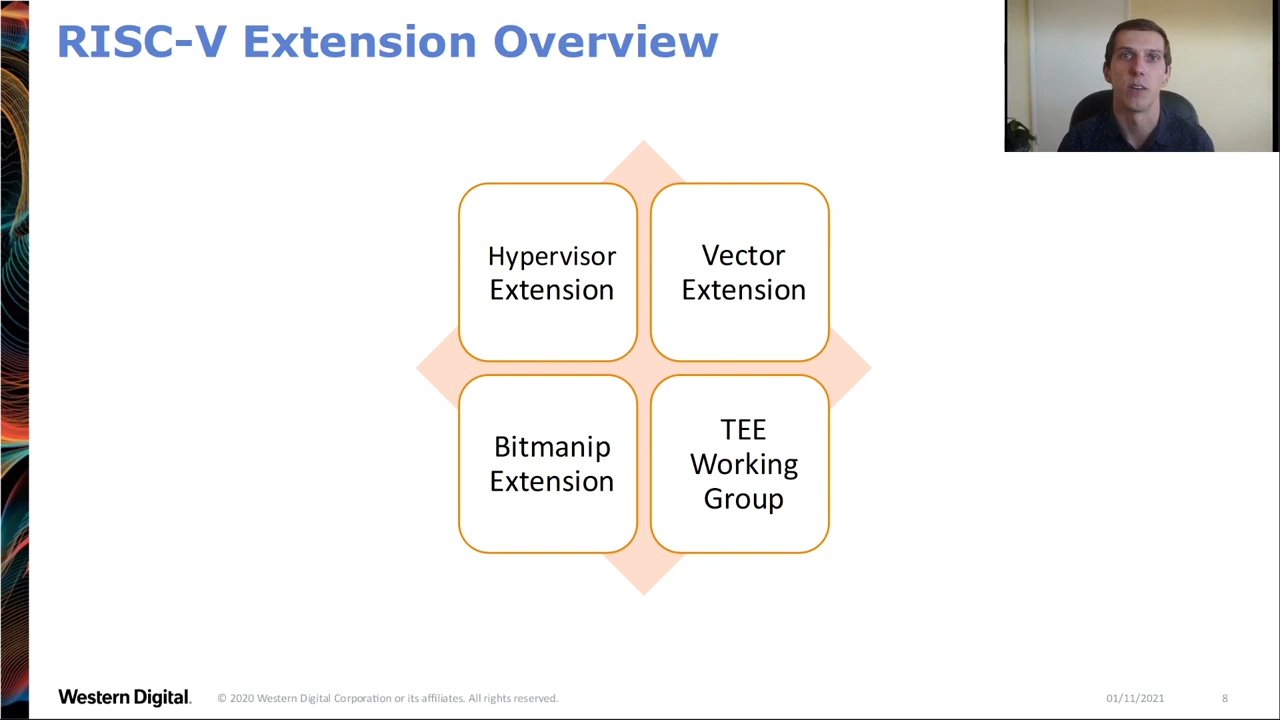 RISC-V Extension Overview
Hypervisor
Extension
Vector
Extension
Bitmanip
Extension
TEE
Working
Group
Western Digital.
© 2020 Western Digital Corporation or its affiliates. All rights reserved.
01/11/2021
8